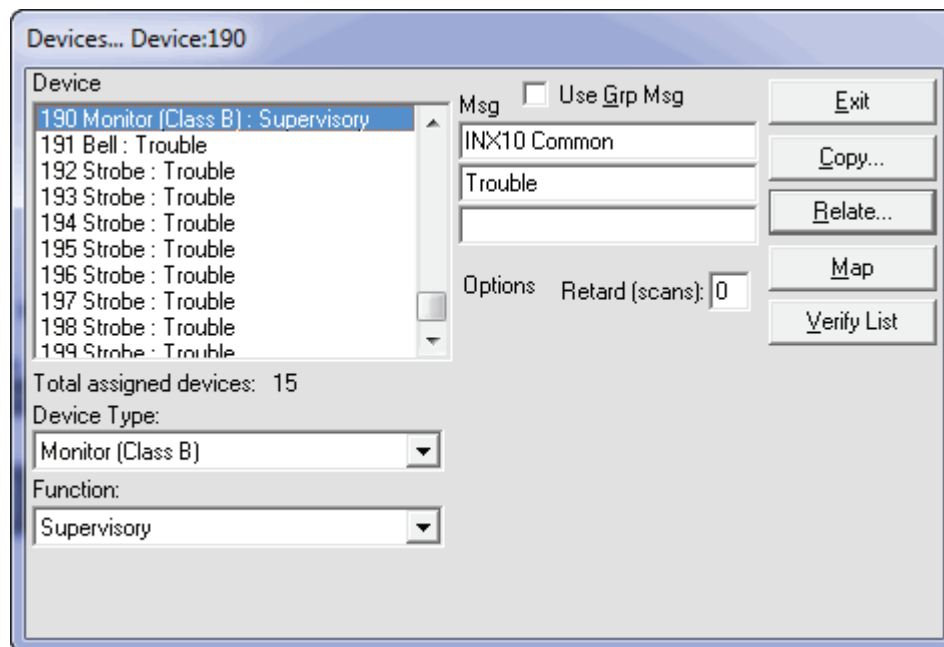 Devices... Device:190
Device
190 Monitor (Class B) : Supervisory
191 Bell : Trouble
192 Strobe : Trouble
193 Strobe : Trouble
194 Strobe : Trouble
195 Strobe : Trouble
196 Strobe : Trouble
197 Strobe : Trouble
198 Strobe : Trouble
199 Strobe : Trouble
Total assigned devices: 15
Device Type:
Monitor (Class B)
Function:
Supervisory
Msg
Use Grp Msg
INX10 Common
Trouble
Options
Retard (scans): 0
Exit
Copy...
Relate...
Map
Verify List